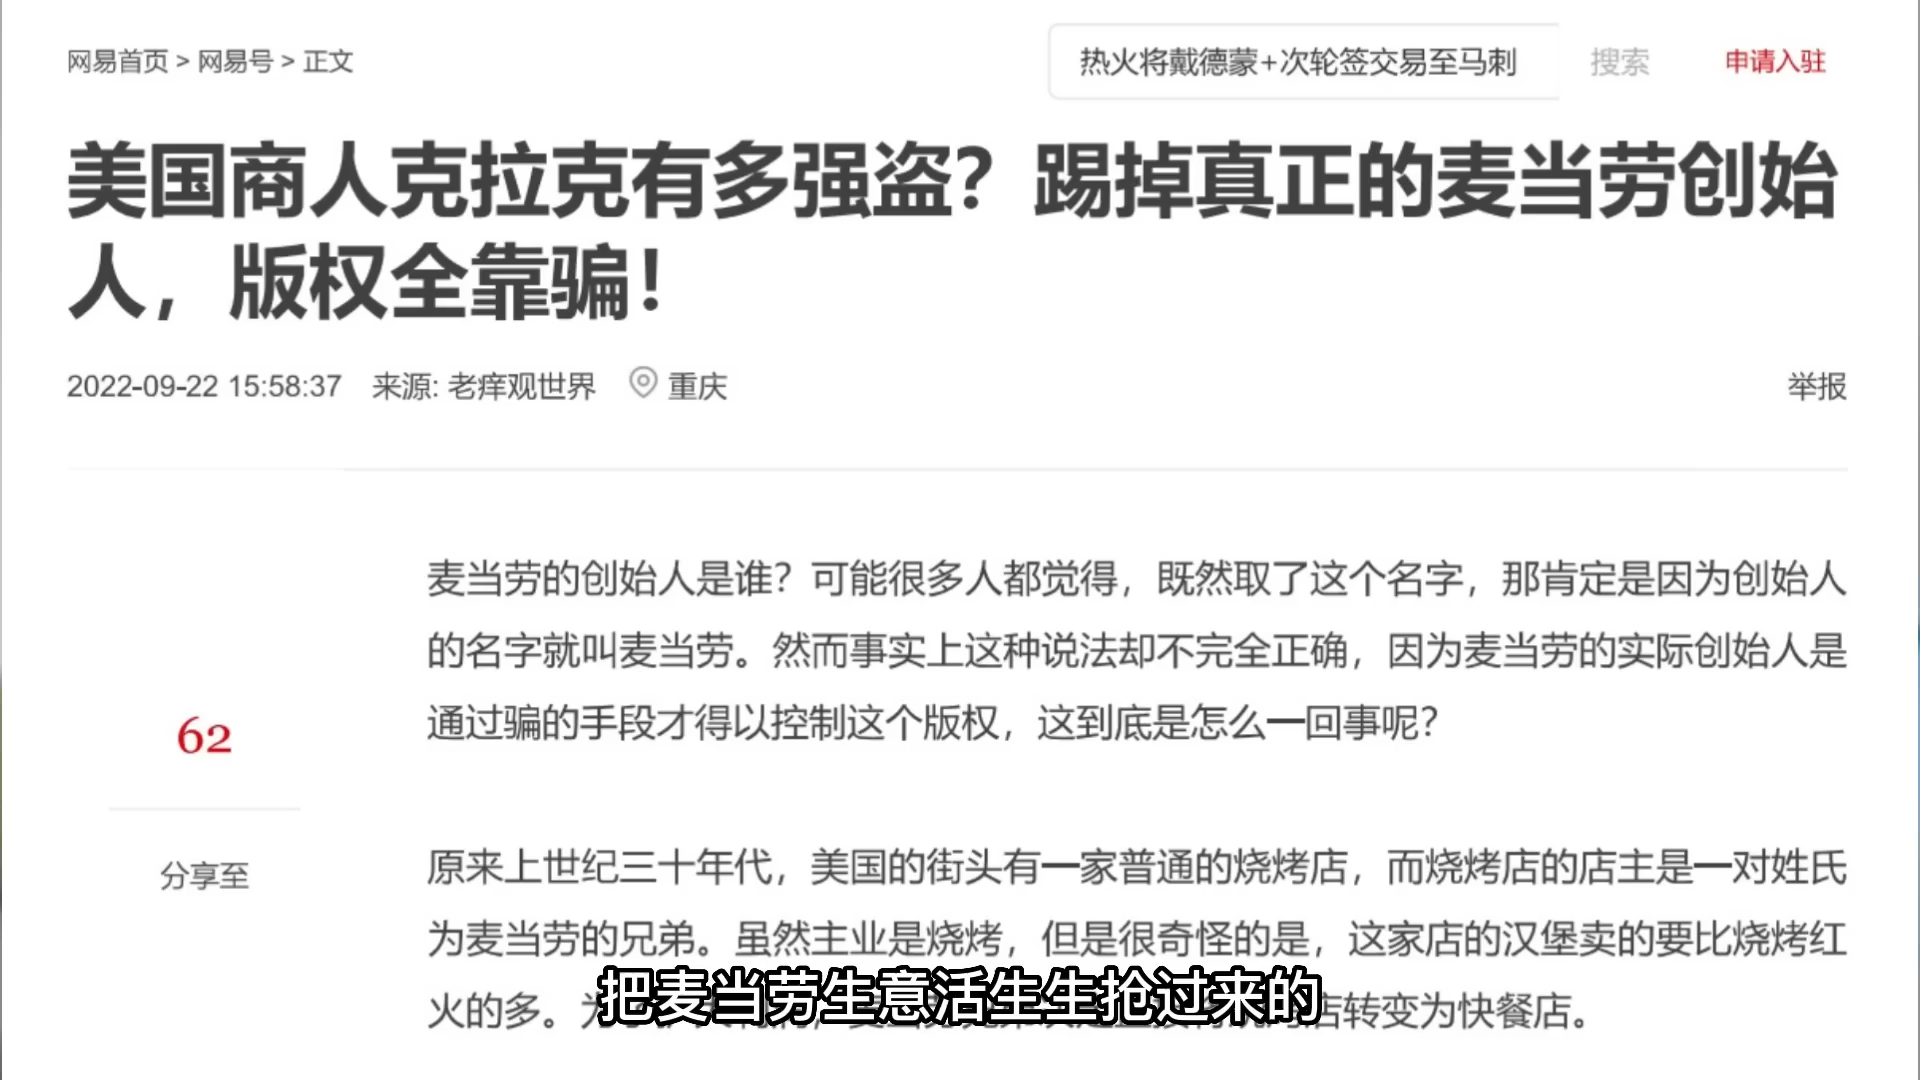 网易首页 > 网易号 > 正文
热火将戴德蒙+次轮签交易至马刺 搜索 申请入驻
美国商人克拉克有多强盗？踢掉真正的麦当劳创始
人，版权全靠骗！
2022-09-22 15:58:37 来源: 老痒观世界 重庆 举报
麦当劳的创始人是谁？可能很多人都觉得，既然取了这个名字，那肯定是因为创始人
的名字就叫麦当劳。然而事实上这种说法却不完全正确，因为麦当劳的实际创始人是
通过骗的手段才得以控制这个版权，这到底是怎么一回事呢？
62
分享至
原来上世纪三十年代，美国的街头有一家普通的烧烤店，而烧烤店的店主是一对姓氏
为麦当劳的兄弟。虽然主业是烧烤，但是很奇怪的是，这家店的汉堡卖的要比烧烤红
火的多。 店转变为快餐店。
把麦当劳生意活生生抢过来的